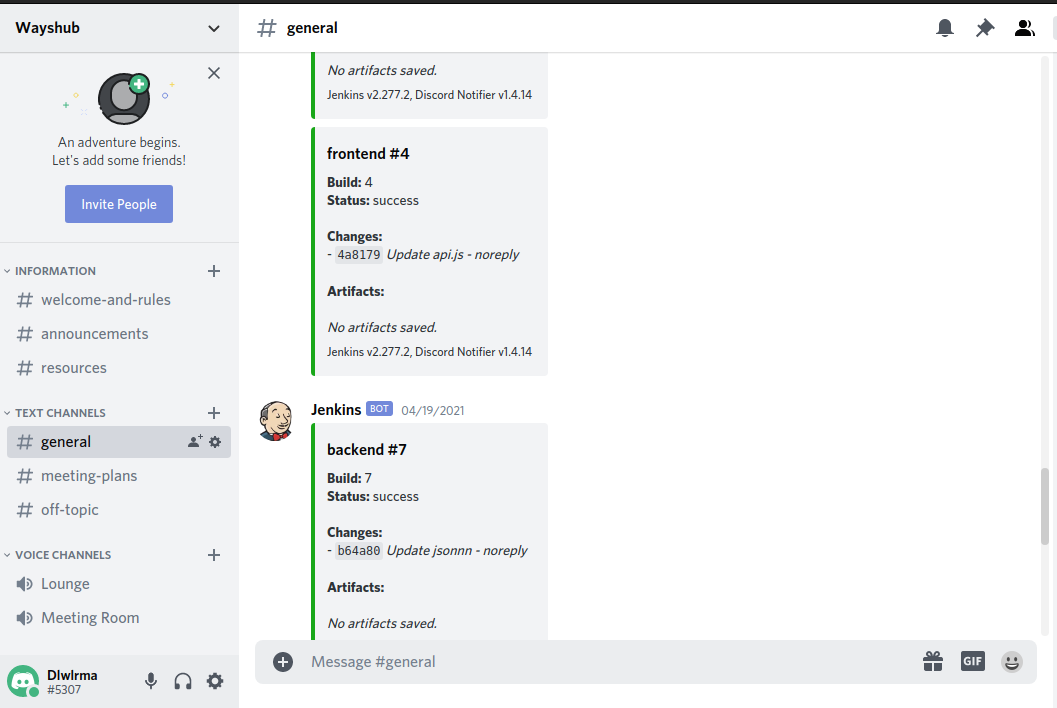 Wayshub
general
An adventure begins.
Let's add some friends!
Invite People
INFORMATION
welcome-and-rules
announcements
resources
TEXT CHANNELS
general
meeting-plans
off-topic
VOICE CHANNELS
Lounge
Meeting Room
Dlwlrma
#5307
No artifacts saved.
Jenkins v2.277.2, Discord Notifier v1.4.14
frontend #4
Build: 4
Status: success
Changes:
- 4a8179 Update api.js - noreply
Artifacts:
No artifacts saved.
Jenkins v2.277.2, Discord Notifier v1.4.14
Jenkins BOT 04/19/2021
backend #7
Build: 7
Status: success
Changes:
- b64a80 Update jsonnn - noreply
Artifacts:
No artifacts saved.
Message #general
GIF